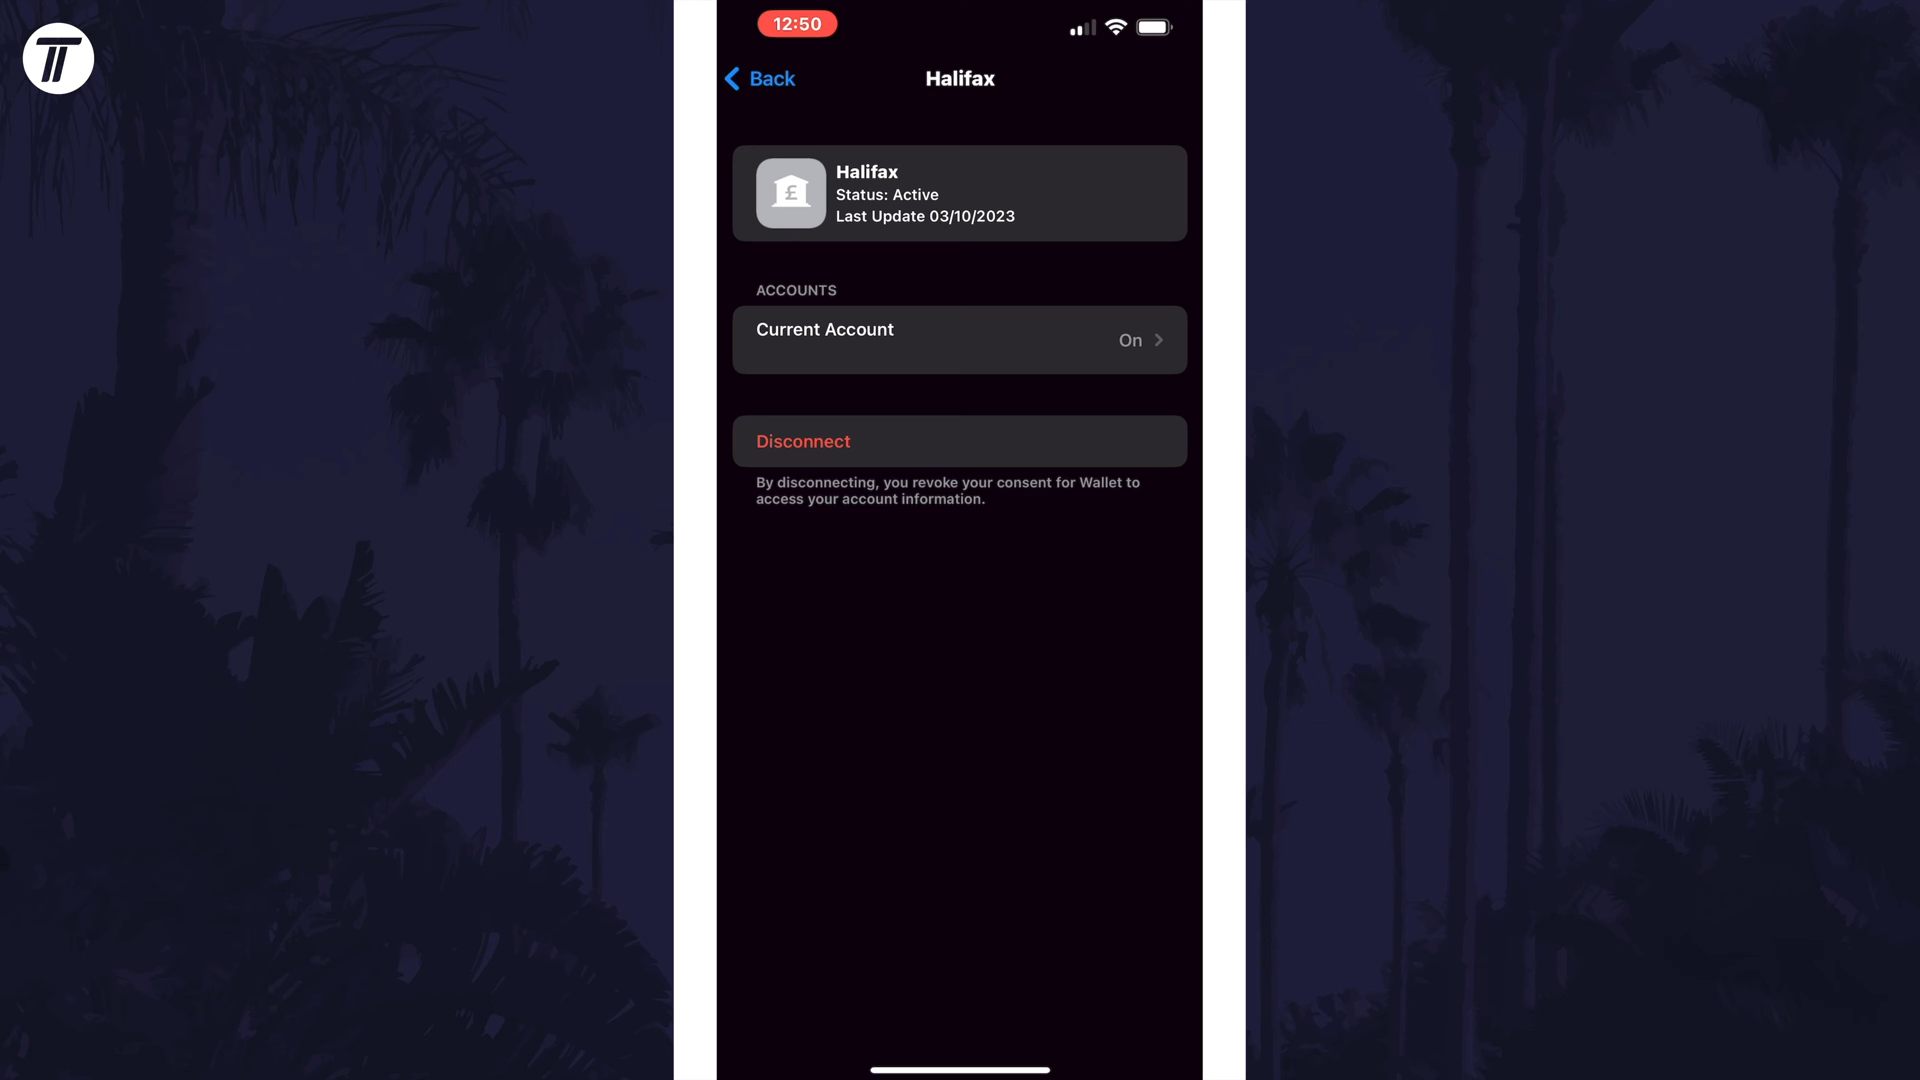 12:50
Back
Halifax
Halifax
Status: Active
Last Update 03/10/2023
ACCOUNTS
Current Account
On
Disconnect
By disconnecting, you revoke your consent for Wallet to
access your account information.